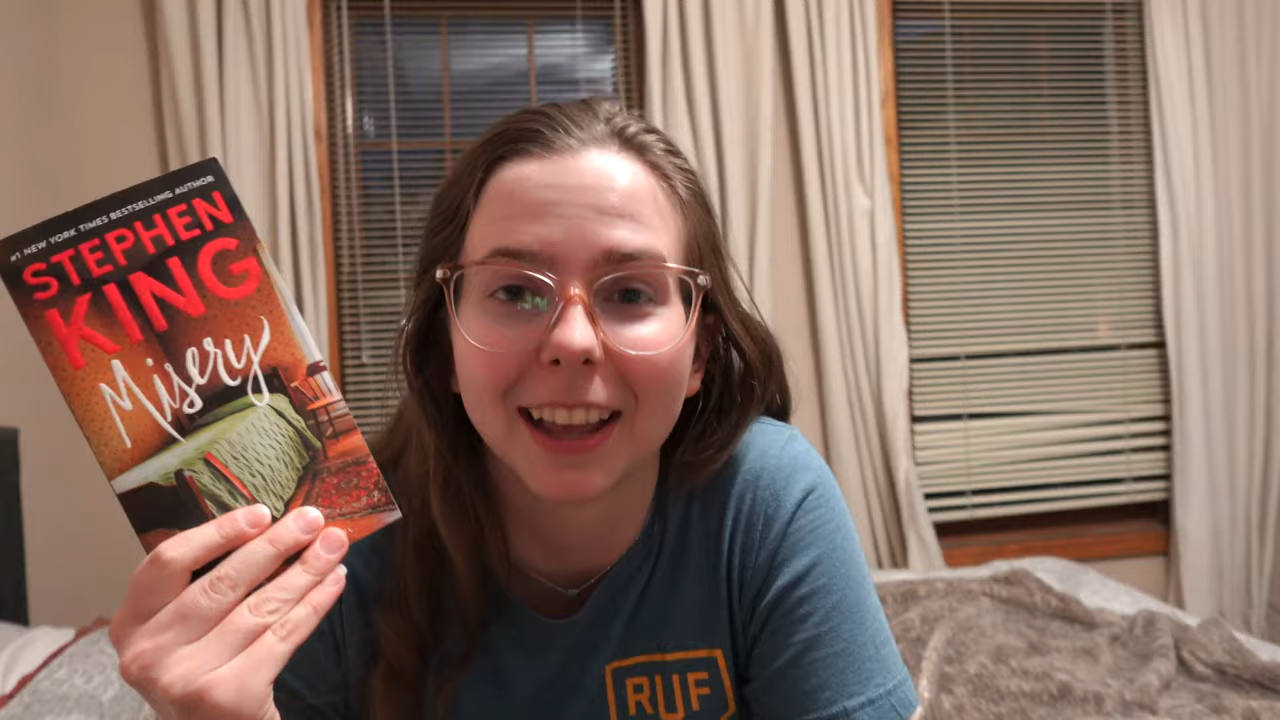 #1 NEW YORK TIMES BESTSELLING AUTHOR
STEPHEN
KING
Misery
RUF